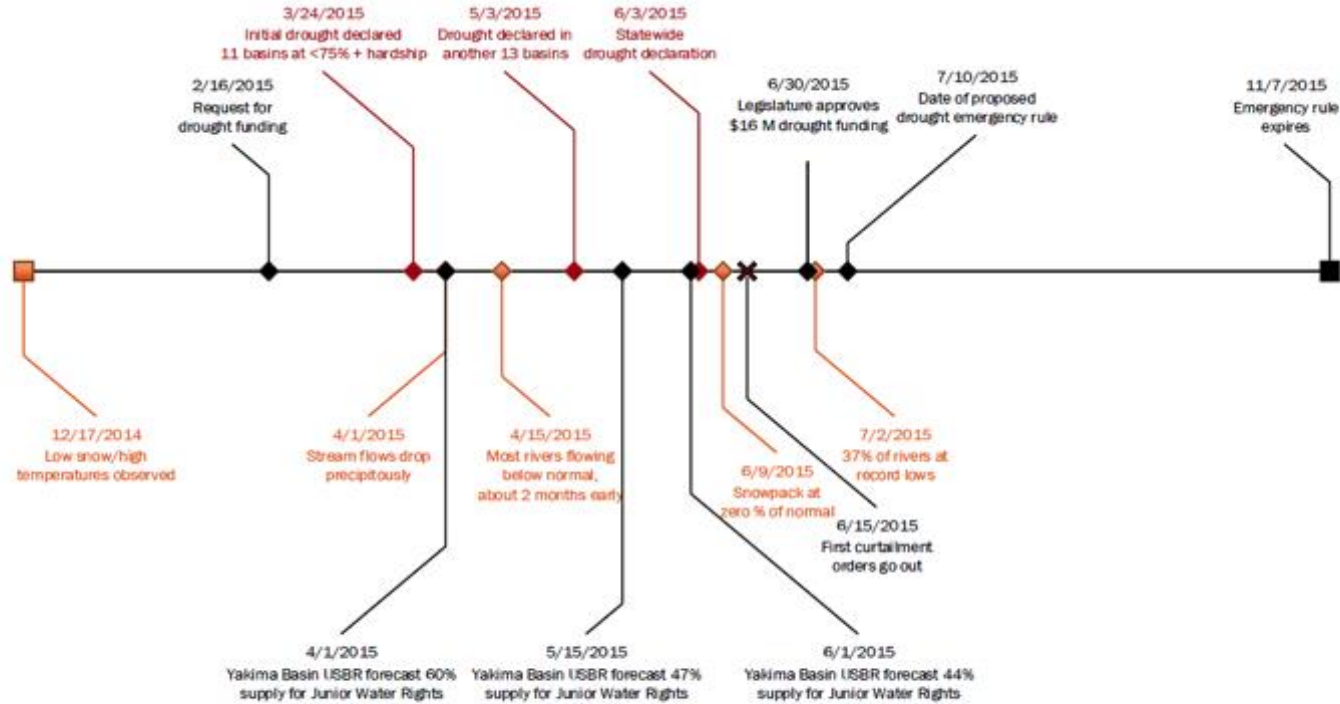 3/24/2015
Initial drought declared
11 basins at <75% + hardship
5/3/2015
Drought declared in
another 13 basins
6/3/2015
Statewide
drought declaration
2/16/2015
Request for
drought funding
6/30/2015
Legislature approves
$16 M drought funding
7/10/2015
Date of proposed
drought emergency rule
11/7/2015
Emergency rule
expires
12/17/2014
Low snow/high
temperatures observed
4/1/2015
Stream flows drop
precipitously
4/15/2015
Most rivers flowing
below normal,
about 2 months early
6/9/2015
Snowpack at
zero % of normal
7/2/2015
37% of rivers at
record lows
6/15/2015
First curtailment
orders go out
4/1/2015
Yakima Basin USBR forecast 60%
supply for Junior Water Rights
5/15/2015
Yakima Basin USBR forecast 47%
supply for Junior Water Rights
6/1/2015
Yakima Basin USBR forecast 44%
supply for Junior Water Rights